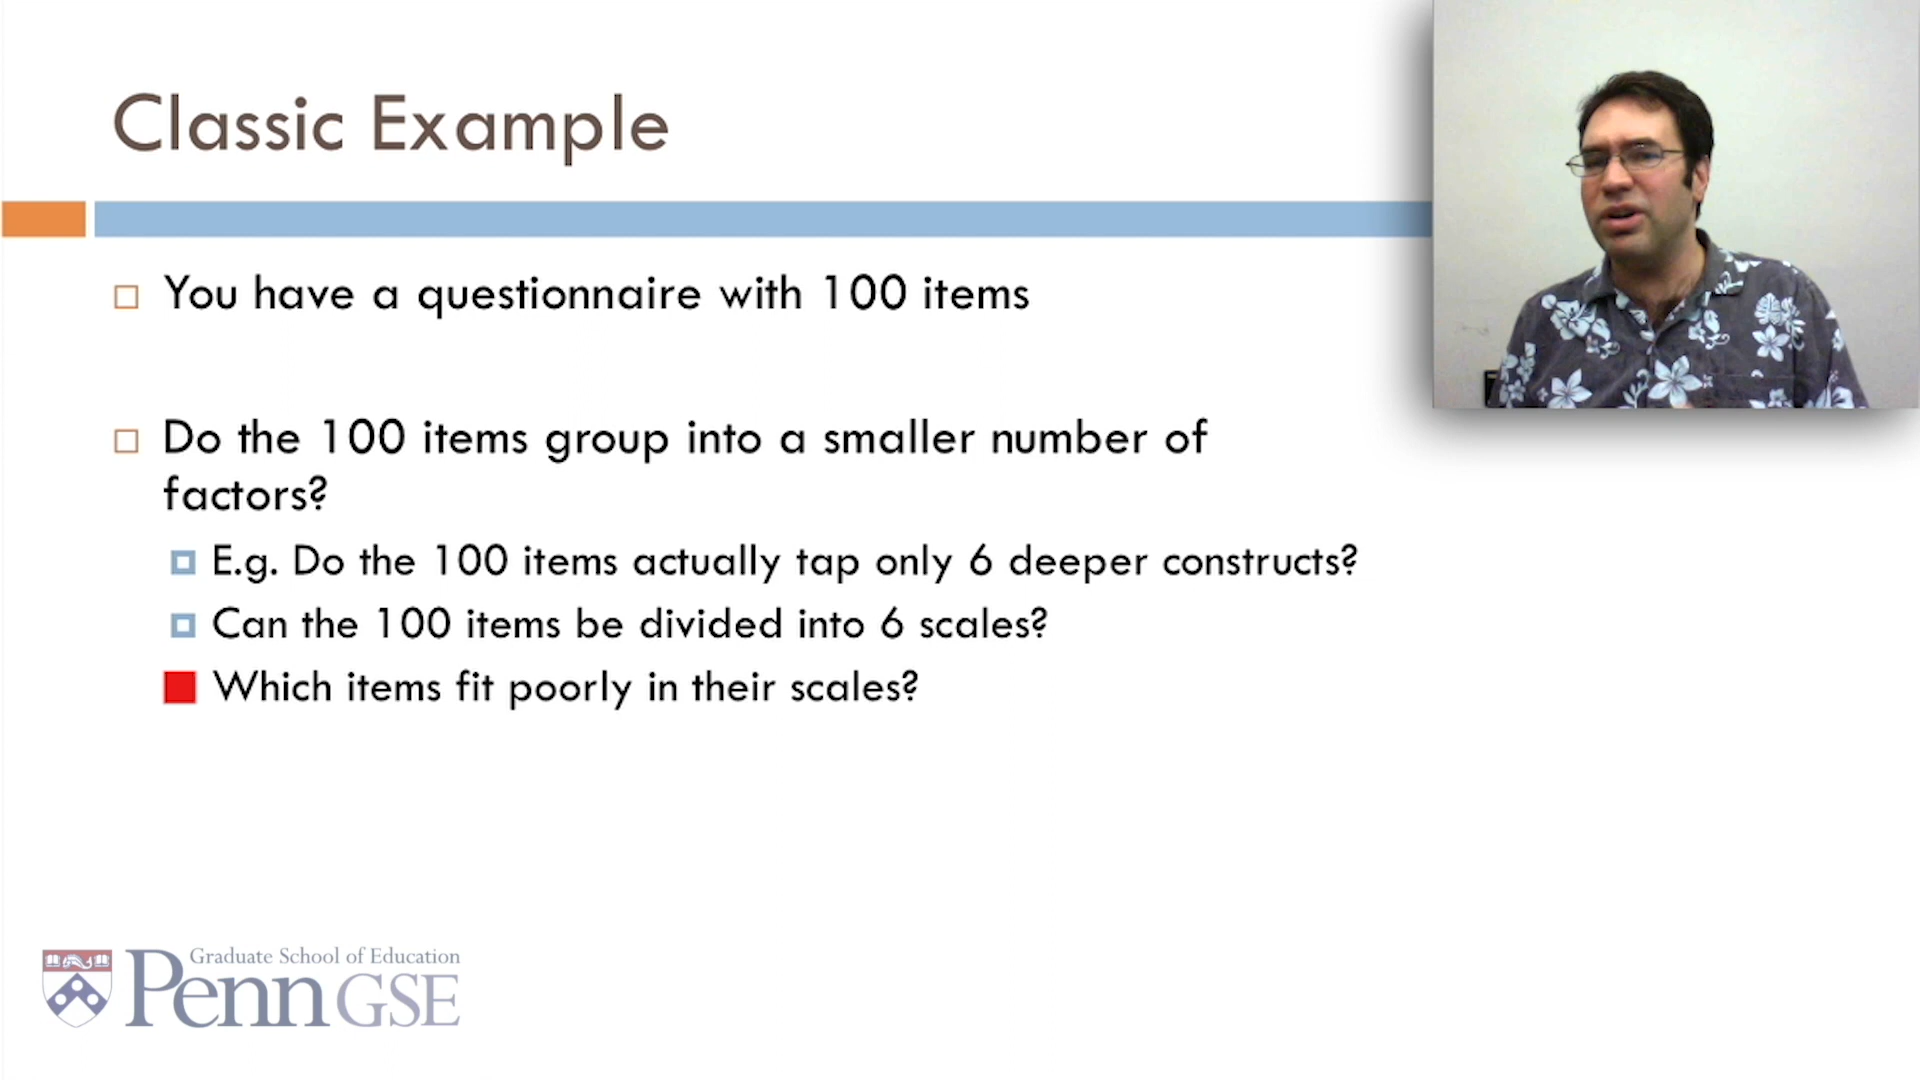 Classic Example
You have a questionnaire with 100 items
Do the 100 items group into a smaller number of
factors?
E.g. Do the 100 items actually tap only 6 deeper constructs?
Can the 100 items be divided into 6 scales?
Which items fit poorly in their scales?
Graduate School of Education
Penn GSE